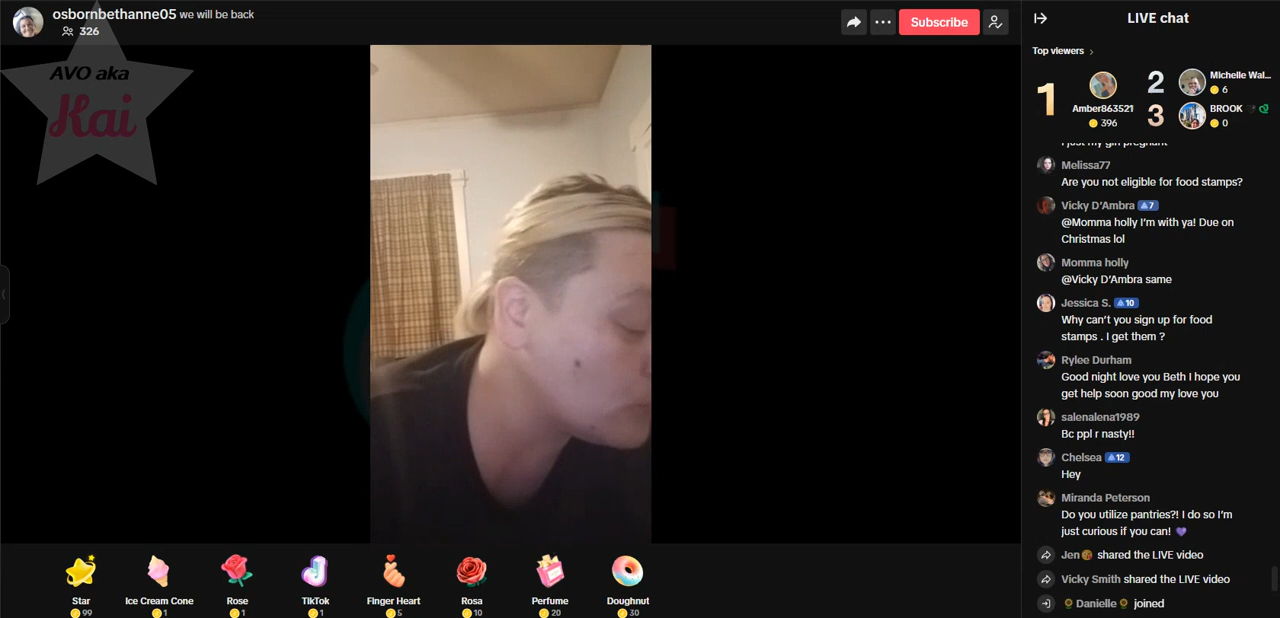 osbornbethanne05 we will be back
326
Subscribe
AVO aka
Kai
LIVE chat
Top viewers
1
Amber863521
396
2
Michelle Wal...
6
3
BROOK
0
I just my girl pregnant
Melissa77
Are you not eligible for food stamps?
Vicky D'Ambra 7
@Momma holly I'm with ya! Due on
Christmas lol
Momma holly
@Vicky D'Ambra same
Jessica S. 10
Why can't you sign up for food
stamps . I get them ?
Rylee Durham
Good night love you Beth I hope you
get help soon good my love you
salenalena1989
Bc ppl r nasty!!
Chelsea 12
Hey
Miranda Peterson
Do you utilize pantries?! I do so I'm
just curious if you can!
Jen shared the LIVE video
Vicky Smith shared the LIVE video
Danielle joined
Star
99
Ice Cream Cone
1
Rose
1
TikTok
1
Finger Heart
5
Rosa
10
Perfume
20
Doughnut
30